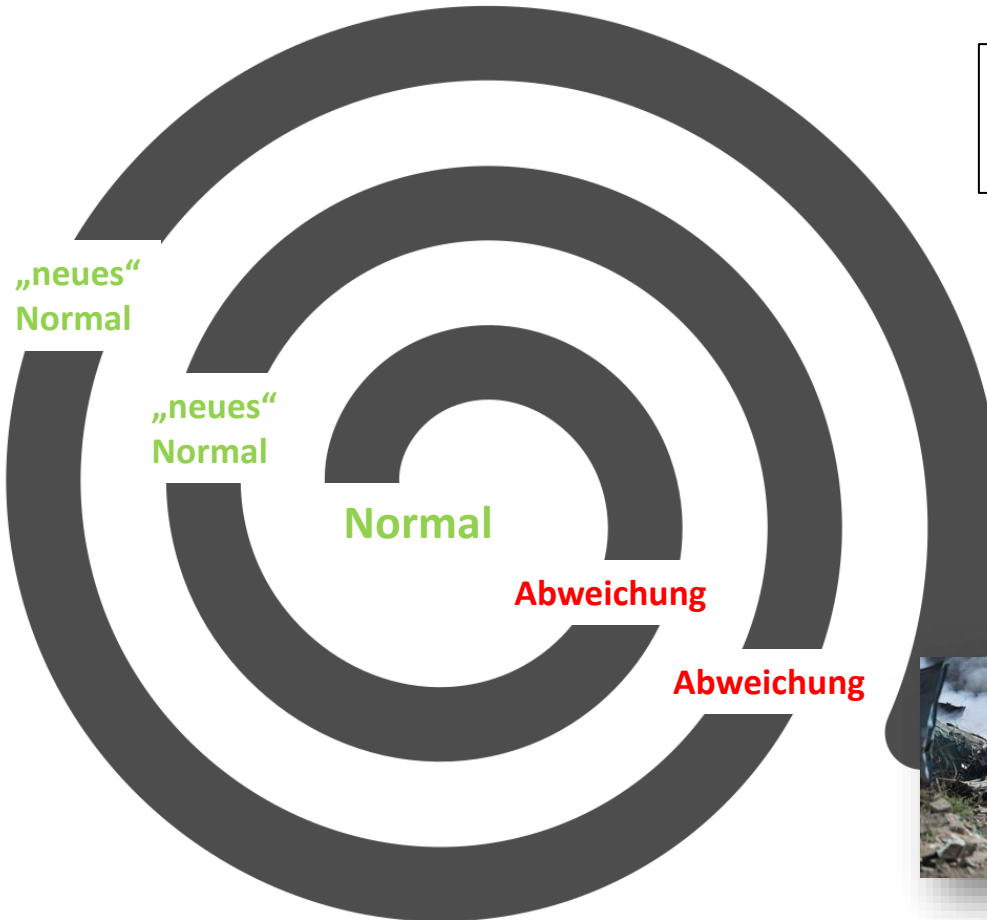 „neues“
Normal
„neues“
Normal
Normal
Abweichung
Abweichung